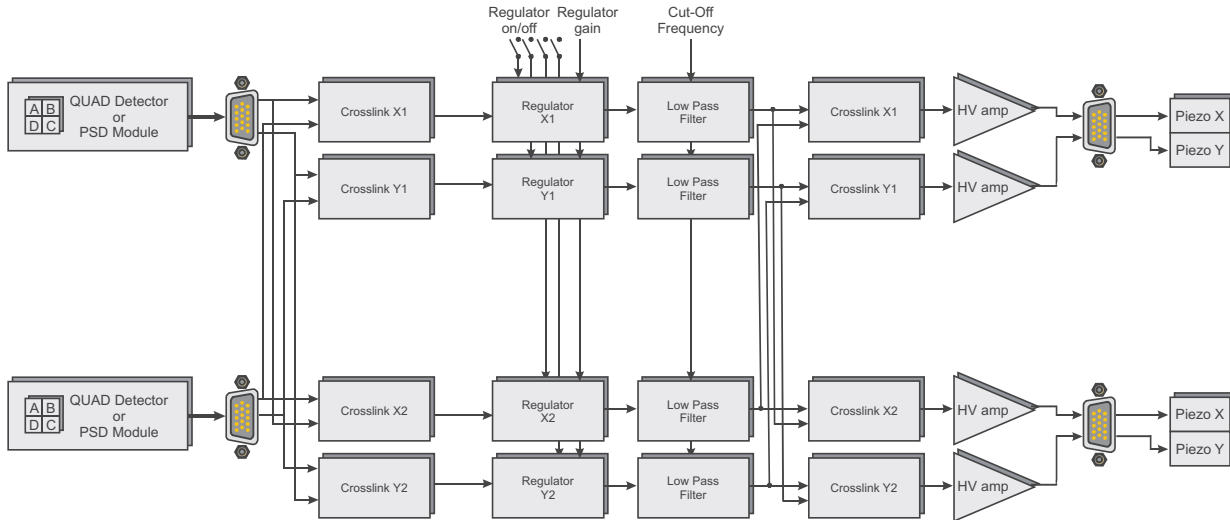 Regulator
on/off
Regulator
gain
Cut-Off
Frequency
A B
D C
QUAD Detector
or
PSD Module
Crosslink X1
Regulator
X1
Low Pass
Filter
Crosslink X1
HV amp
Piezo X
Piezo Y
Crosslink Y1
Regulator
Y1
Low Pass
Filter
Crosslink Y1
HV amp
A B
D C
QUAD Detector
or
PSD Module
Crosslink X2
Regulator
X2
Low Pass
Filter
Crosslink X2
HV amp
Piezo X
Piezo Y
Crosslink Y2
Regulator
Y2
Low Pass
Filter
Crosslink Y2
HV amp